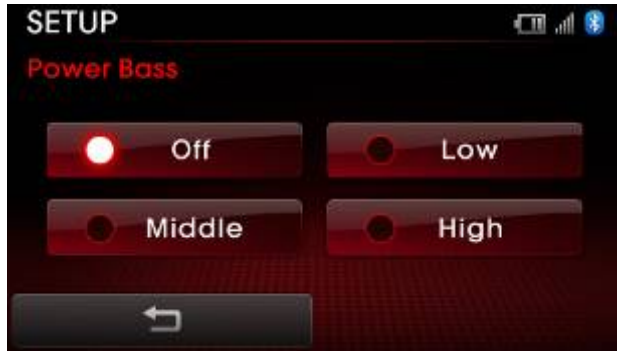 SETUP
Power Bass
Off
Low
Middle
High